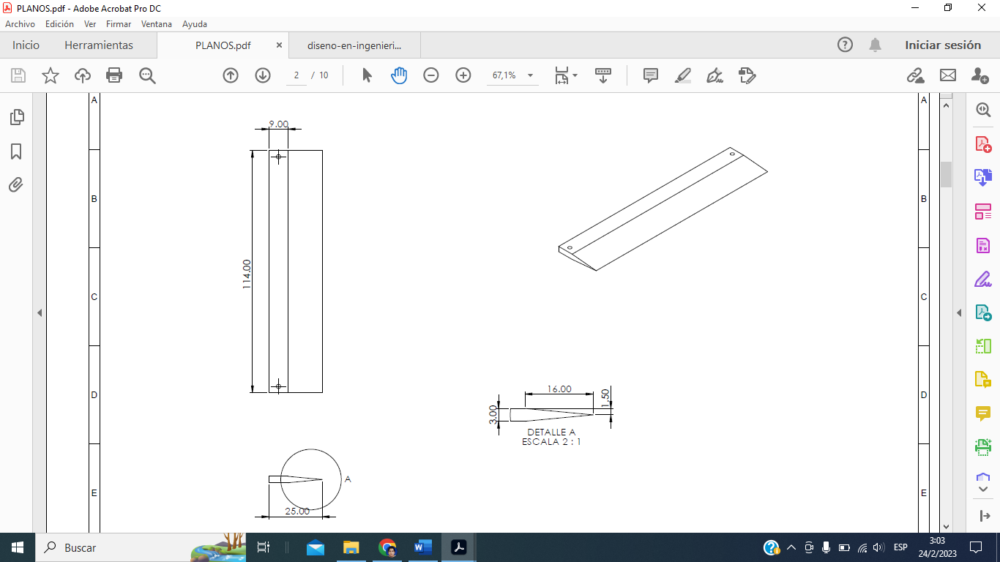 PLANOS.pdf - Adobe Acrobat Pro DC
Archivo Edición Ver Firmar Ventana Ayuda
Inicio Herramientas PLANOS.pdf × diseno-en-ingenieri... ? Iniciar sesión
2 / 10 67,1%
A A
9.00
B B
114.00
C C
16.00
1.50
3.00
D D
DETALLE A
ESCALA 2 : 1
A
E E
25.00
Buscar
ESP
3:03
24/2/2023